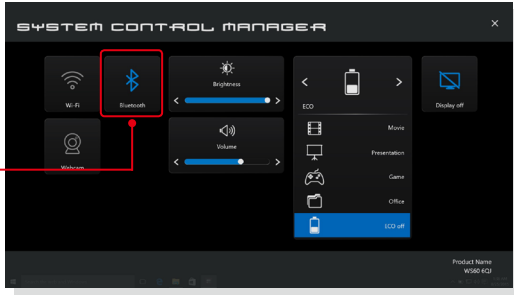 SYSTEM CONTROL MANAGER
Wi-Fi
Bluetooth
Brightness
ECO
Display off
Movie
Webcam
Volume
Presentation
Game
Office
ECO off
Product Name
WS60 6QJ